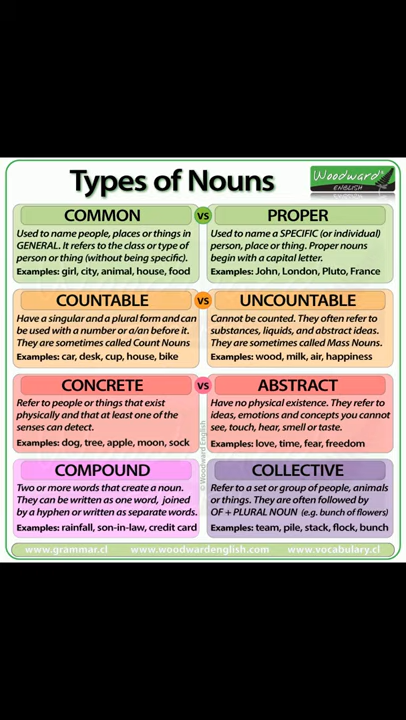 Types of Nouns
Woodward®
ENGLISH
COMMON
vs
PROPER
Used to name people, places or things in
GENERAL. It refers to the class or type of
person or thing (without being specific).
Examples: girl, city, animal, house, food
Used to name a SPECIFIC (or individual)
person, place or thing. Proper nouns
begin with a capital letter.
Examples: John, London, Pluto, France
COUNTABLE
vs
UNCOUNTABLE
Have a singular and a plural form and can
be used with a number or a/an before it.
They are sometimes called Count Nouns
Examples: car, desk, cup, house, bike
Cannot be counted. They often refer to
substances, liquids, and abstract ideas.
They are sometimes called Mass Nouns.
Examples: wood, milk, air, happiness
CONCRETE
vs
ABSTRACT
Refer to people or things that exist
physically and that at least one of the
senses can detect.
Examples: dog, tree, apple, moon, sock
Have no physical existence. They refer to
ideas, emotions and concepts you cannot
see, touch, hear, smell or taste.
Examples: love, time, fear, freedom
COMPOUND
COLLECTIVE
Two or more words that create a noun.
They can be written as one word, joined
by a hyphen or written as separate words.
Examples: rainfall, son-in-law, credit card
Refer to a set or group of people, animals
or things. They are often followed by
OF + PLURAL NOUN (e.g. bunch of flowers)
Examples: team, pile, stack, flock, bunch
© Woodward English
www.grammar.cl www.woodwardenglish.com www.vocabulary.cl